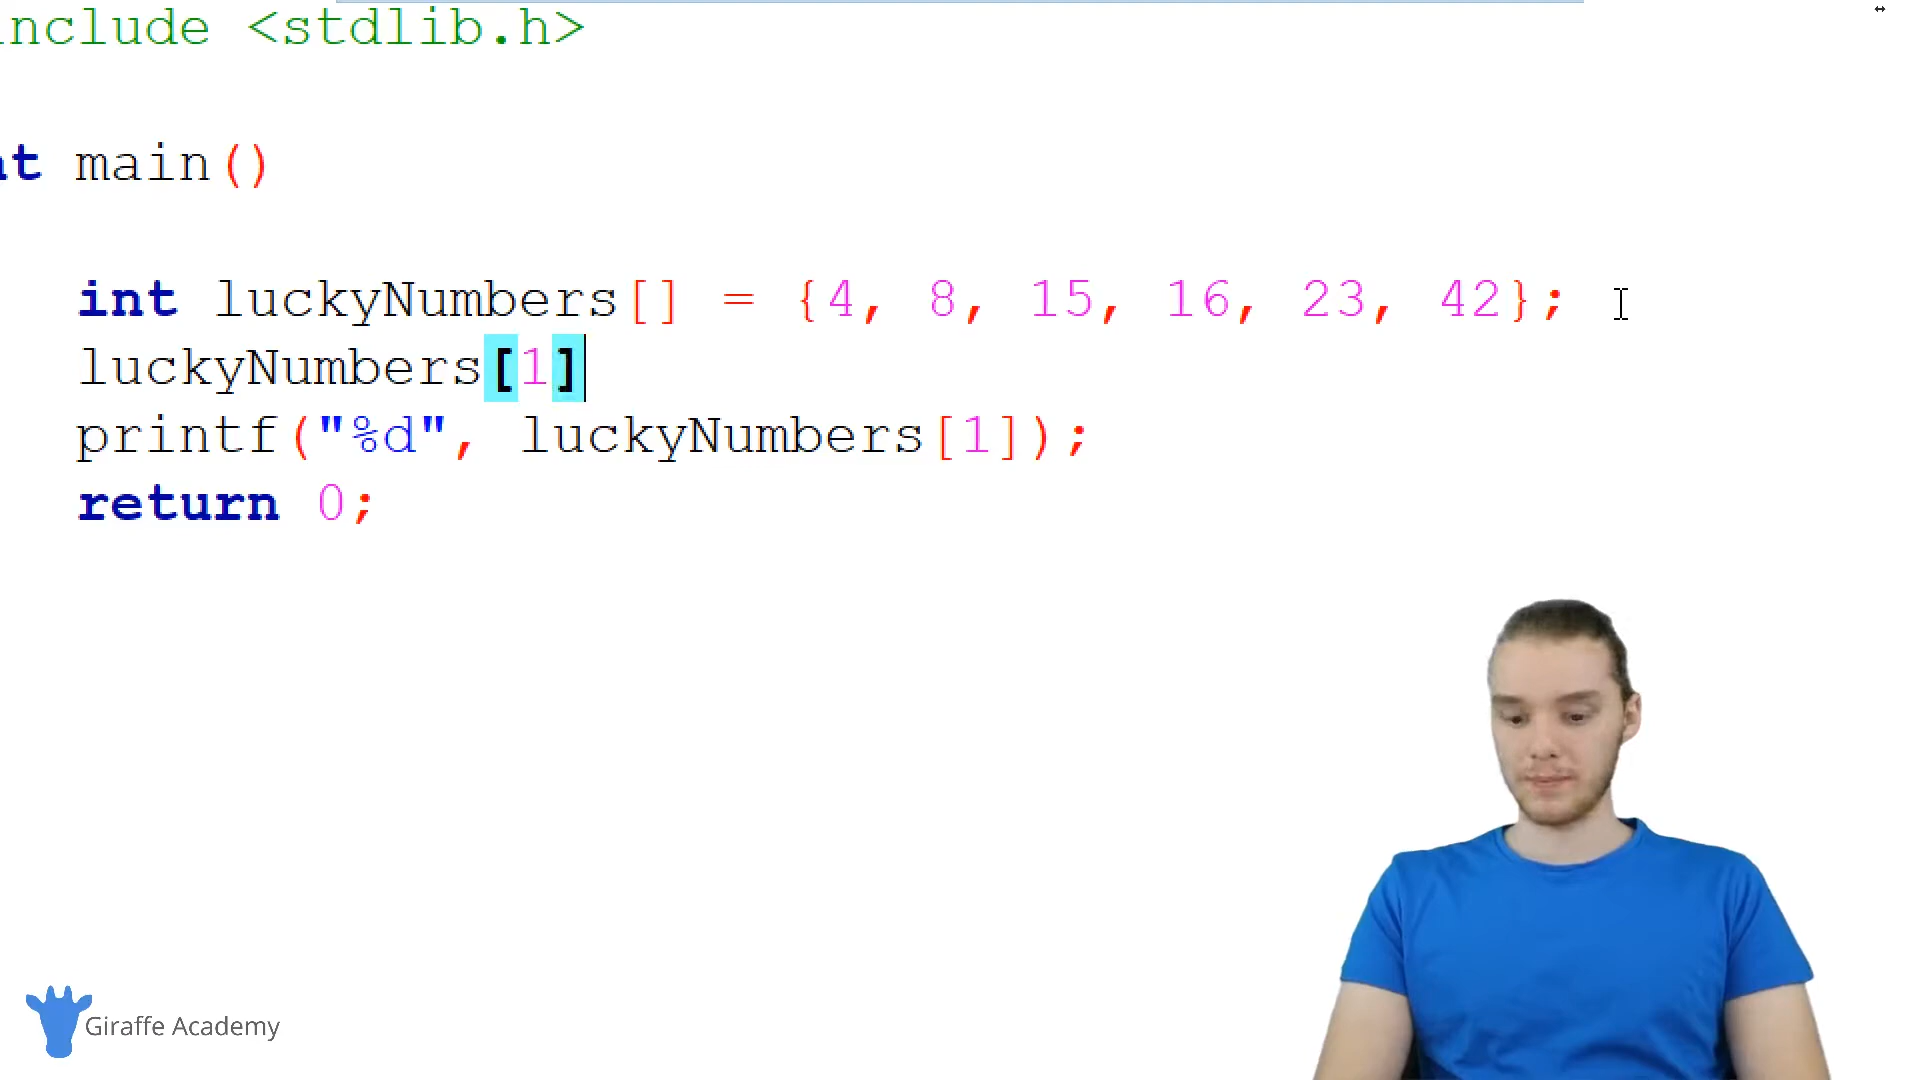 nclude <stdlib.h>
nt main()
int luckyNumbers[] = {4, 8, 15, 16, 23, 42};
luckyNumbers[1]
printf("%d", luckyNumbers[1]);
return 0;
Giraffe Academy